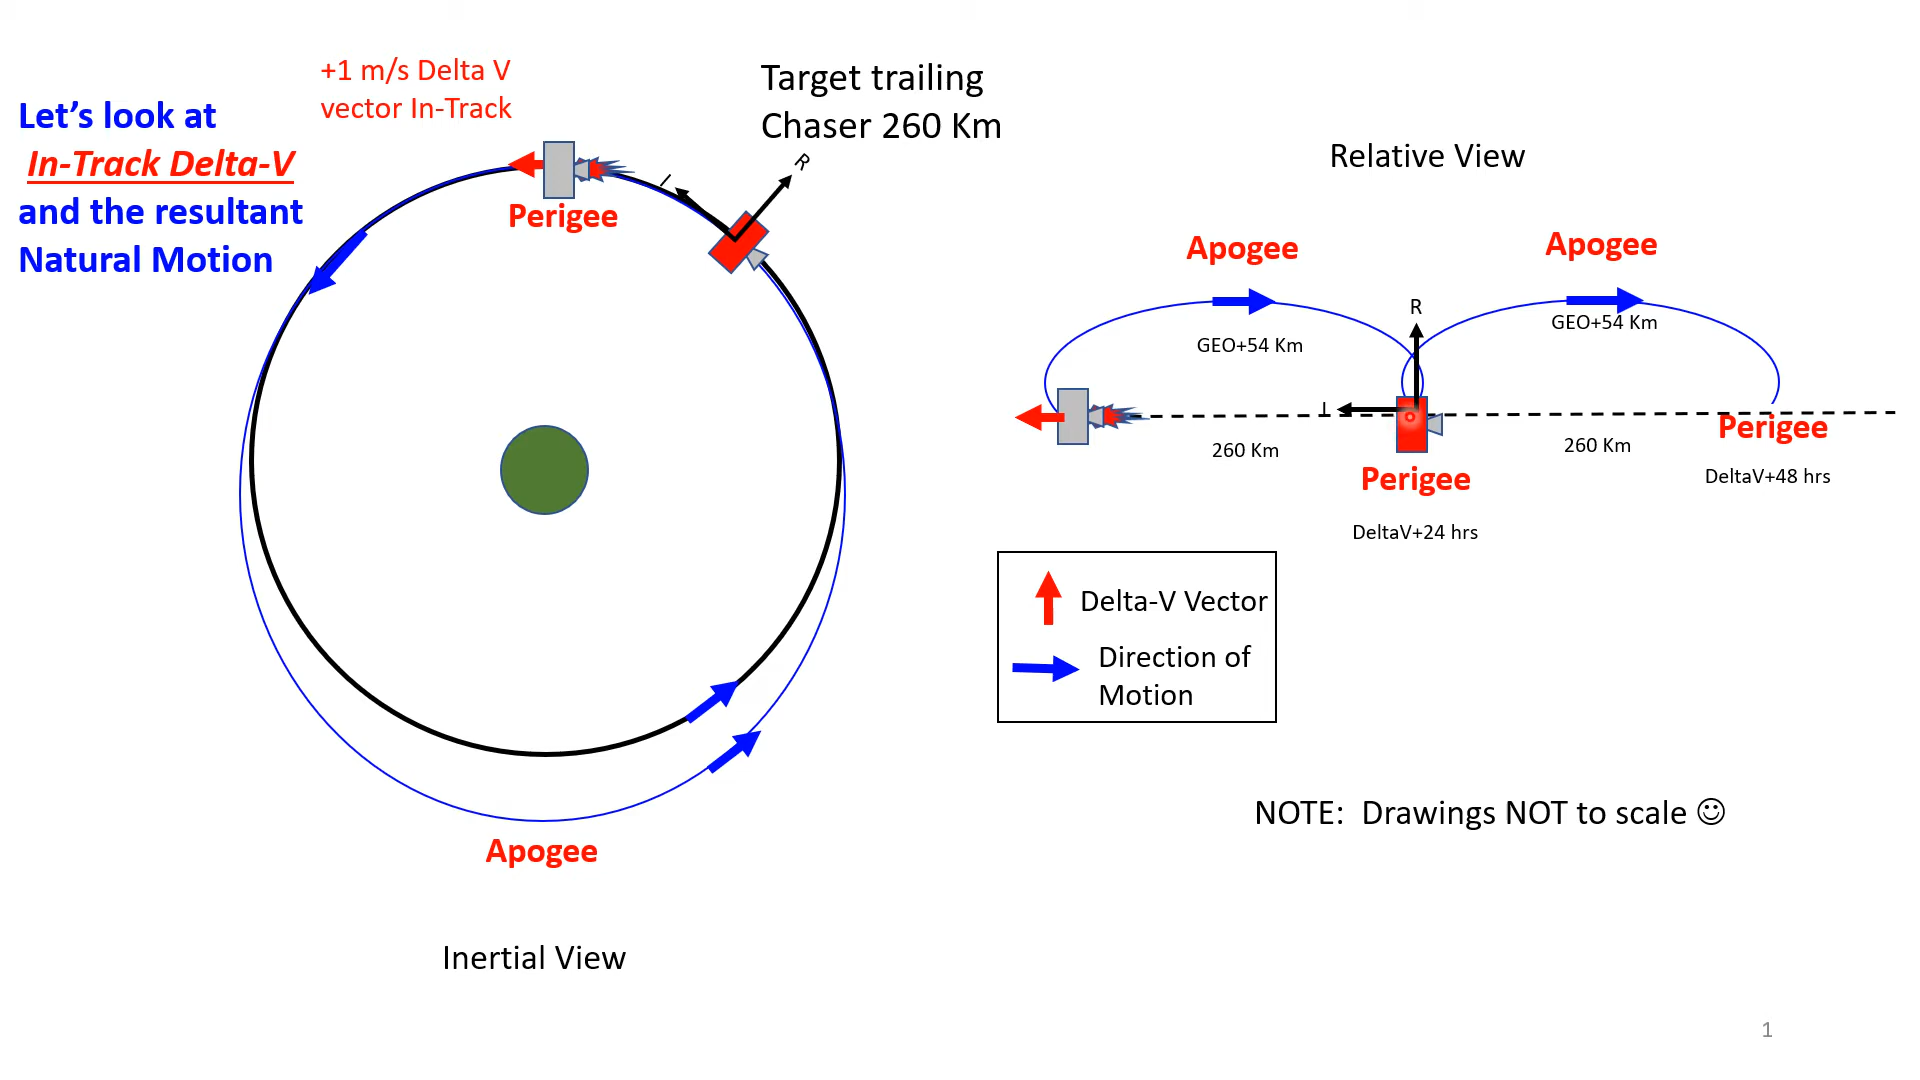 Let’s look at
In-Track Delta-V
and the resultant
Natural Motion
+1 m/s Delta V
vector In-Track
Target trailing
Chaser 260 Km
R
I
Perigee
Apogee
Inertial View
Relative View
Apogee
Apogee
R
GEO+54 Km
GEO+54 Km
I
260 Km
260 Km
Perigee
Perigee
DeltaV+48 hrs
DeltaV+24 hrs
Delta-V Vector
Direction of
Motion
NOTE:  Drawings NOT to scale ☺
1